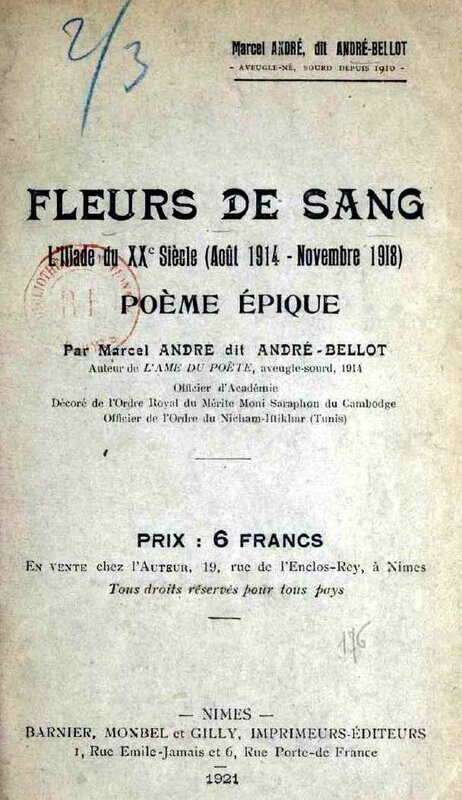 2/3
Marcel ANDRÉ, dit ANDRÉ-BELLOT
- AVEUGLE-NÉ, SOURD DEPUIS 1910 -
FLEURS DE SANG
L'Iliade du XXe Siècle (Août 1914 - Novembre 1918)
POÈME ÉPIQUE
Par Marcel ANDRE dit ANDRÉ-BELLOT
Auteur de L'AME DU POÈTE, aveugle-sourd, 1914
Officier d'Académie
Décoré de l'Ordre Royal du Mérite Moni Saraphon du Cambodge
Officier de l'Ordre du Nicham-Iftikhar (Tunis)
PRIX : 6 FRANCS
EN VENTE chez l'AUTEUR, 19, rue de l'Enclos-Rey, à Nimes
Tous droits réservés pour tous pays
176
— NIMES —
BARNIER, MONBEL et GILLY, IMPRIMEURS-ÉDITEURS
1, Rue Emile-Jamais et 6, Rue Porte-de France
1921